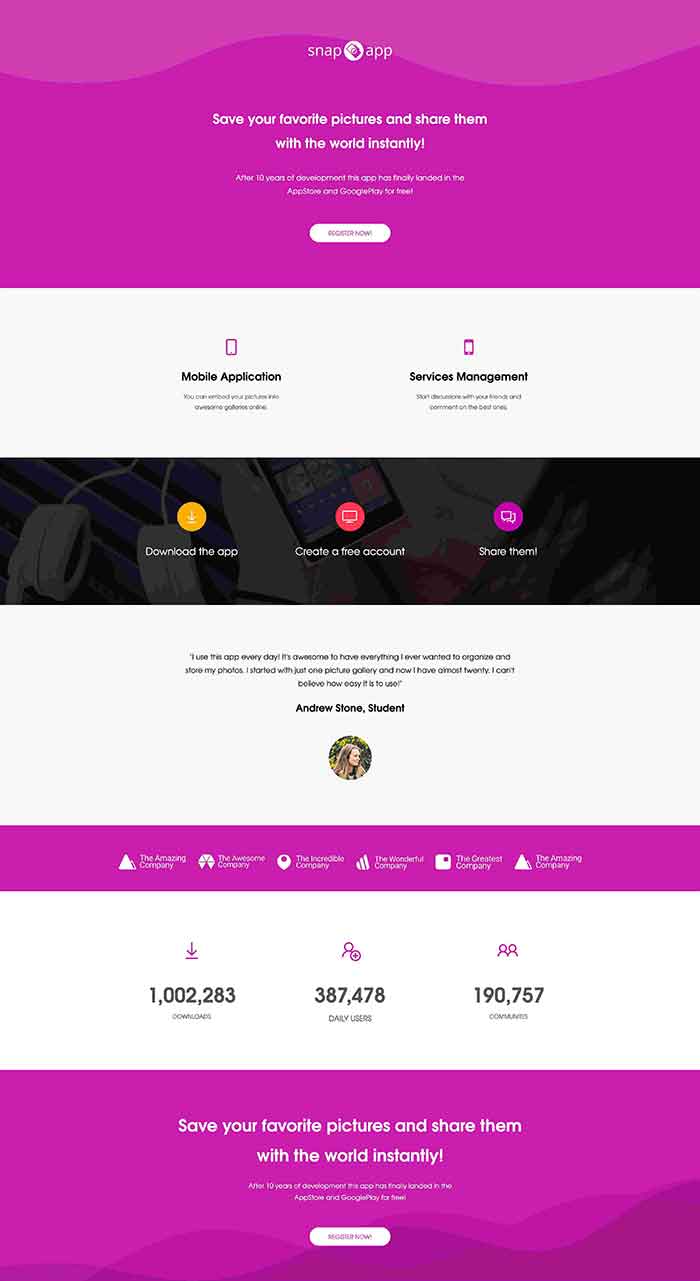 snap app
Save your favorite pictures and share them
with the world instantly!
After 10 years of development this app has finally landed in the
AppStore and GooglePlay for free!
REGISTER NOW!
Mobile Application
Services Management
You can embed your pictures into
awesome galleries online.
Start discussions with your friends and
comment on the best ones.
Download the app
Create a free account
Share them!
"I use this app every day! It's awesome to have everything I ever wanted to organize and
store my photos. I started with just one picture gallery and now I have almost twenty. I can't
believe how easy it is to use!"
Andrew Stone, Student
The Amazing
Company
The Awesome
Company
The Incredible
Company
The Wonderful
Company
The Greatest
Company
The Amazing
Company
1,002,283
387,478
190,757
DOWNLOADS
DAILY USERS
COMMUNITIES
Save your favorite pictures and share them
with the world instantly!
After 10 years of development this app has finally landed in the
AppStore and GooglePlay for free!
REGISTER NOW!